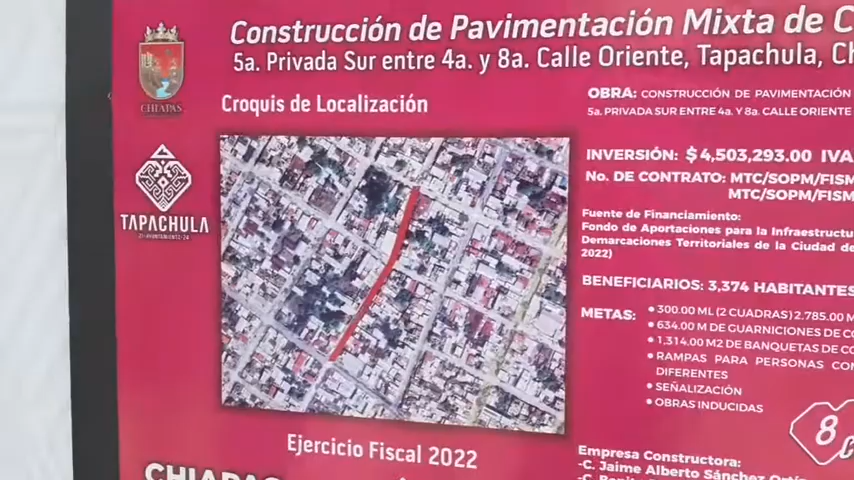 Construcción de Pavimentación Mixta de
5a. Privada Sur entre 4a. y 8a. Calle Oriente, Tapachula,
CHIAPAS
Croquis de Localización
TAPACHULA
OBRA: CONSTRUCCIÓN DE PAVIMENTACIÓN
5A. PRIVADA SUR ENTRE 4A. Y 8A. CALLE ORIENTE
INVERSIÓN: $4,503,293.00 IVA
No. DE CONTRATO: MTC/SOPM/FISM
MTC/SOPM/FISM
Fuente de Financiamiento:
Fondo de Aportaciones para la
Demarcaciones Territoriales de la Ciudad de
2022)
BENEFICIARIOS: 3,374 HABITANTES
METAS:
• 300.00 ML (2 CUADRAS) 2.785.00 M
• 634.00 M DE GUARNICIONES DE
• 1,314.00 M2 DE BANQUETAS DE
• RAMPAS PARA PERSONAS
DIFERENTES
• SEÑALIZACIÓN
• OBRAS INDUCIDAS
8
Ejercicio Fiscal 2022
Empresa Constructora:
-C. Jaime Alberto Sánchez
CHIAPAS